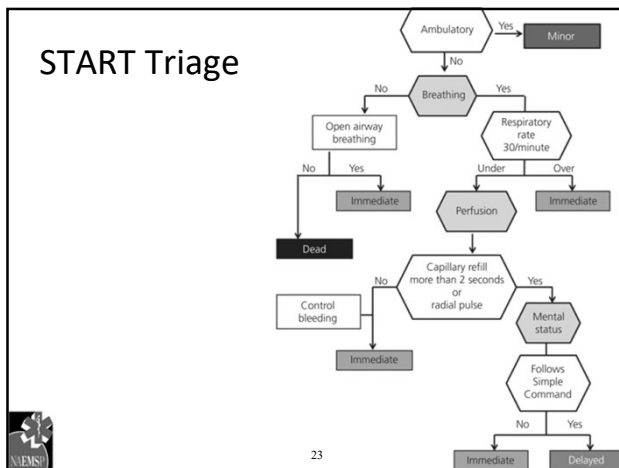 START Triage
Ambulatory
Yes
Minor
No
No
Breathing
Yes
Open airway
breathing
Respiratory
rate
30/minute
No
Yes
Under
Over
Immediate
Perfusion
Immediate
Dead
No
Capillary refill
more than 2 seconds
or
radial pulse
Yes
Control
bleeding
Mental
status
Immediate
Follows
Simple
Command
No
Yes
NAEMSP
23
Immediate
Delayed